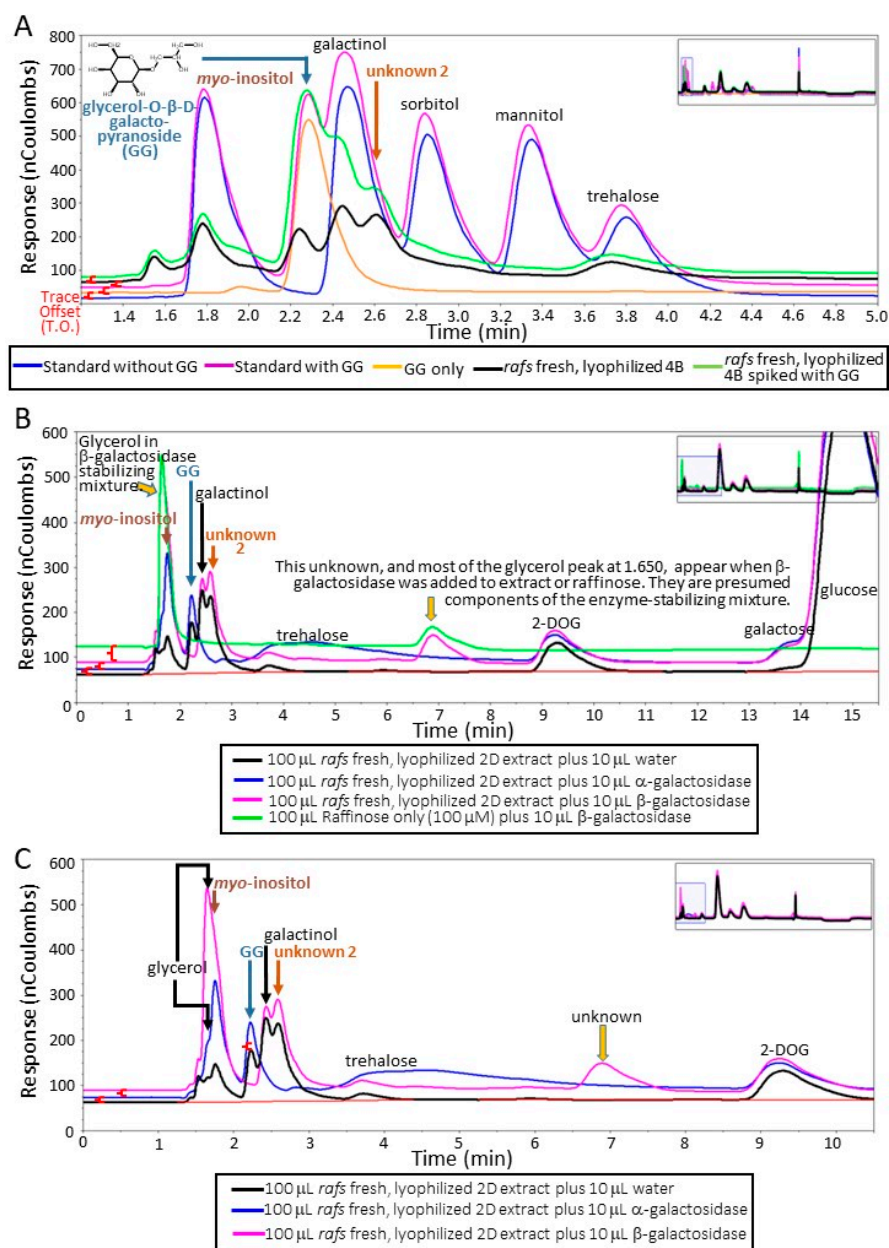 A
galactinol
myo-inositol
unknown 2
glycerol-O-β-D-
galacto-
pyranoside
(GG)
sorbitol
mannitol
trehalose
Response (nCoulombs)
800
700
600
500
400
300
200
100
Trace
Offset
(T.O.)
1.4 1.6 1.8 2.0 2.2 2.4 2.6 2.8 3.0 3.2 3.4 3.6 3.8 4.0 4.2 4.4 4.6 4.8 5.0
Time (min)
Standard without GG
Standard with GG
GG only
rafs fresh, lyophilized 4B
rafs fresh, lyophilized
4B spiked with GG
B
Glycerol in
β-galactosidase
stabilizing
mixture.
GG
galactinol
myo-inositol
unknown
2
This unknown, and most of the glycerol peak at 1.650, appear when β-
galactosidase was added to extract or raffinose. They are presumed
components of the enzyme-stabilizing mixture.
trehalose
2-DOG
galactose
glucose
Response (nCoulombs)
600
500
400
300
200
100
0
0 1 2 3 4 5 6 7 8 9 10 11 12 13 14 15
Time (min)
100 µL rafs fresh, lyophilized 2D extract plus 10 µL water
100 µL rafs fresh, lyophilized 2D extract plus 10 µL α-galactosidase
100 µL rafs fresh, lyophilized 2D extract plus 10 µL β-galactosidase
100 µL Raffinose only (100 µM) plus 10 µL β-galactosidase
C
myo-inositol
galactinol
GG
unknown 2
glycerol
unknown
trehalose
2-DOG
Response (nCoulombs)
600
500
400
300
200
100
0
0 1 2 3 4 5 6 7 8 9 10
Time (min)
100 µL rafs fresh, lyophilized 2D extract plus 10 µL water
100 µL rafs fresh, lyophilized 2D extract plus 10 µL α-galactosidase
100 µL rafs fresh, lyophilized 2D extract plus 10 µL β-galactosidase